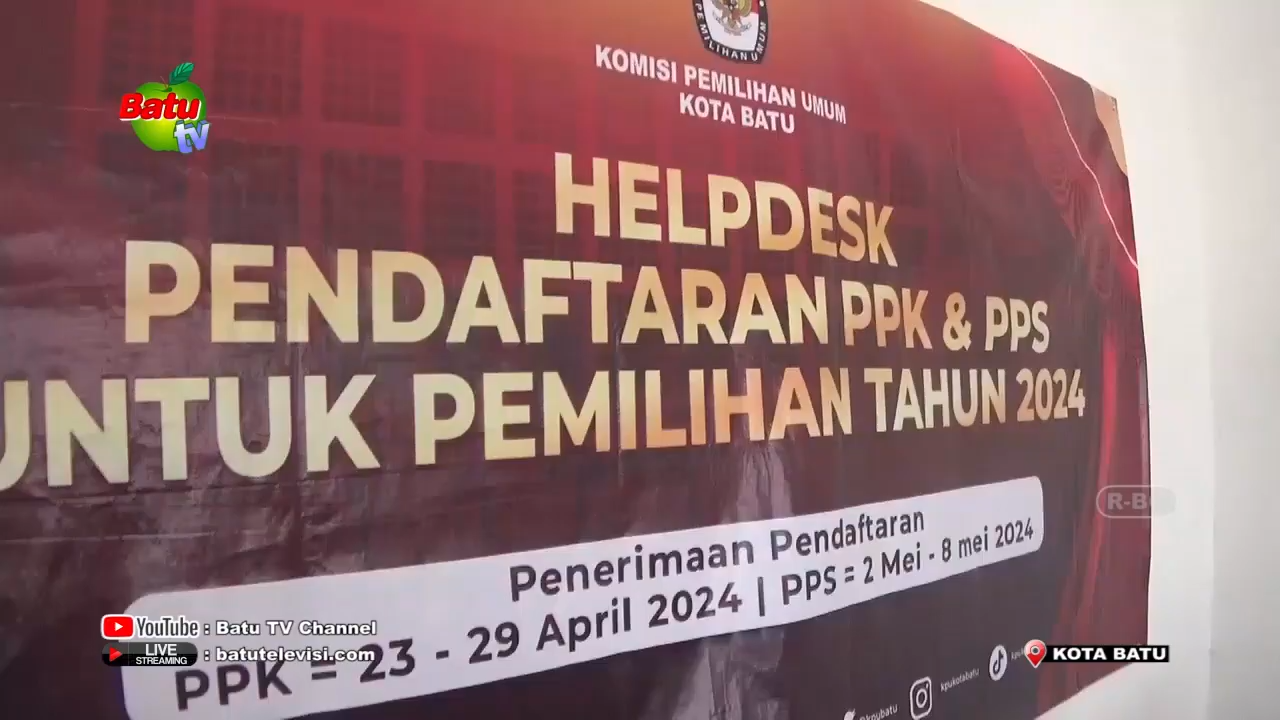 PEMILIHAN UMUM
KOMISI PEMILIHAN UMUM
KOTA BATU
Batu
tv
HELPDESK
PENDAFTARAN PPK & PPS
UNTUK PEMILIHAN TAHUN 2024
R-B
Penerimaan Pendaftaran
PPK = 23 - 29 April 2024 | PPS = 2 Mei - 8 mei 2024
YouTube : Batu TV Channel
LIVE STREAMING : batutelevisi.com
KOTA BATU
kpukotabatu
@kpubatu